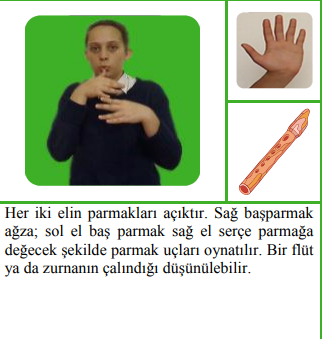 Her iki elin parmakları açıktır. Sağ başparmak
ağza; sol el baş parmak sağ el serçe parmağa
değecek şekilde parmak uçları oynatılır. Bir flüt
ya da zurnanın çalındığı düşünülebilir.